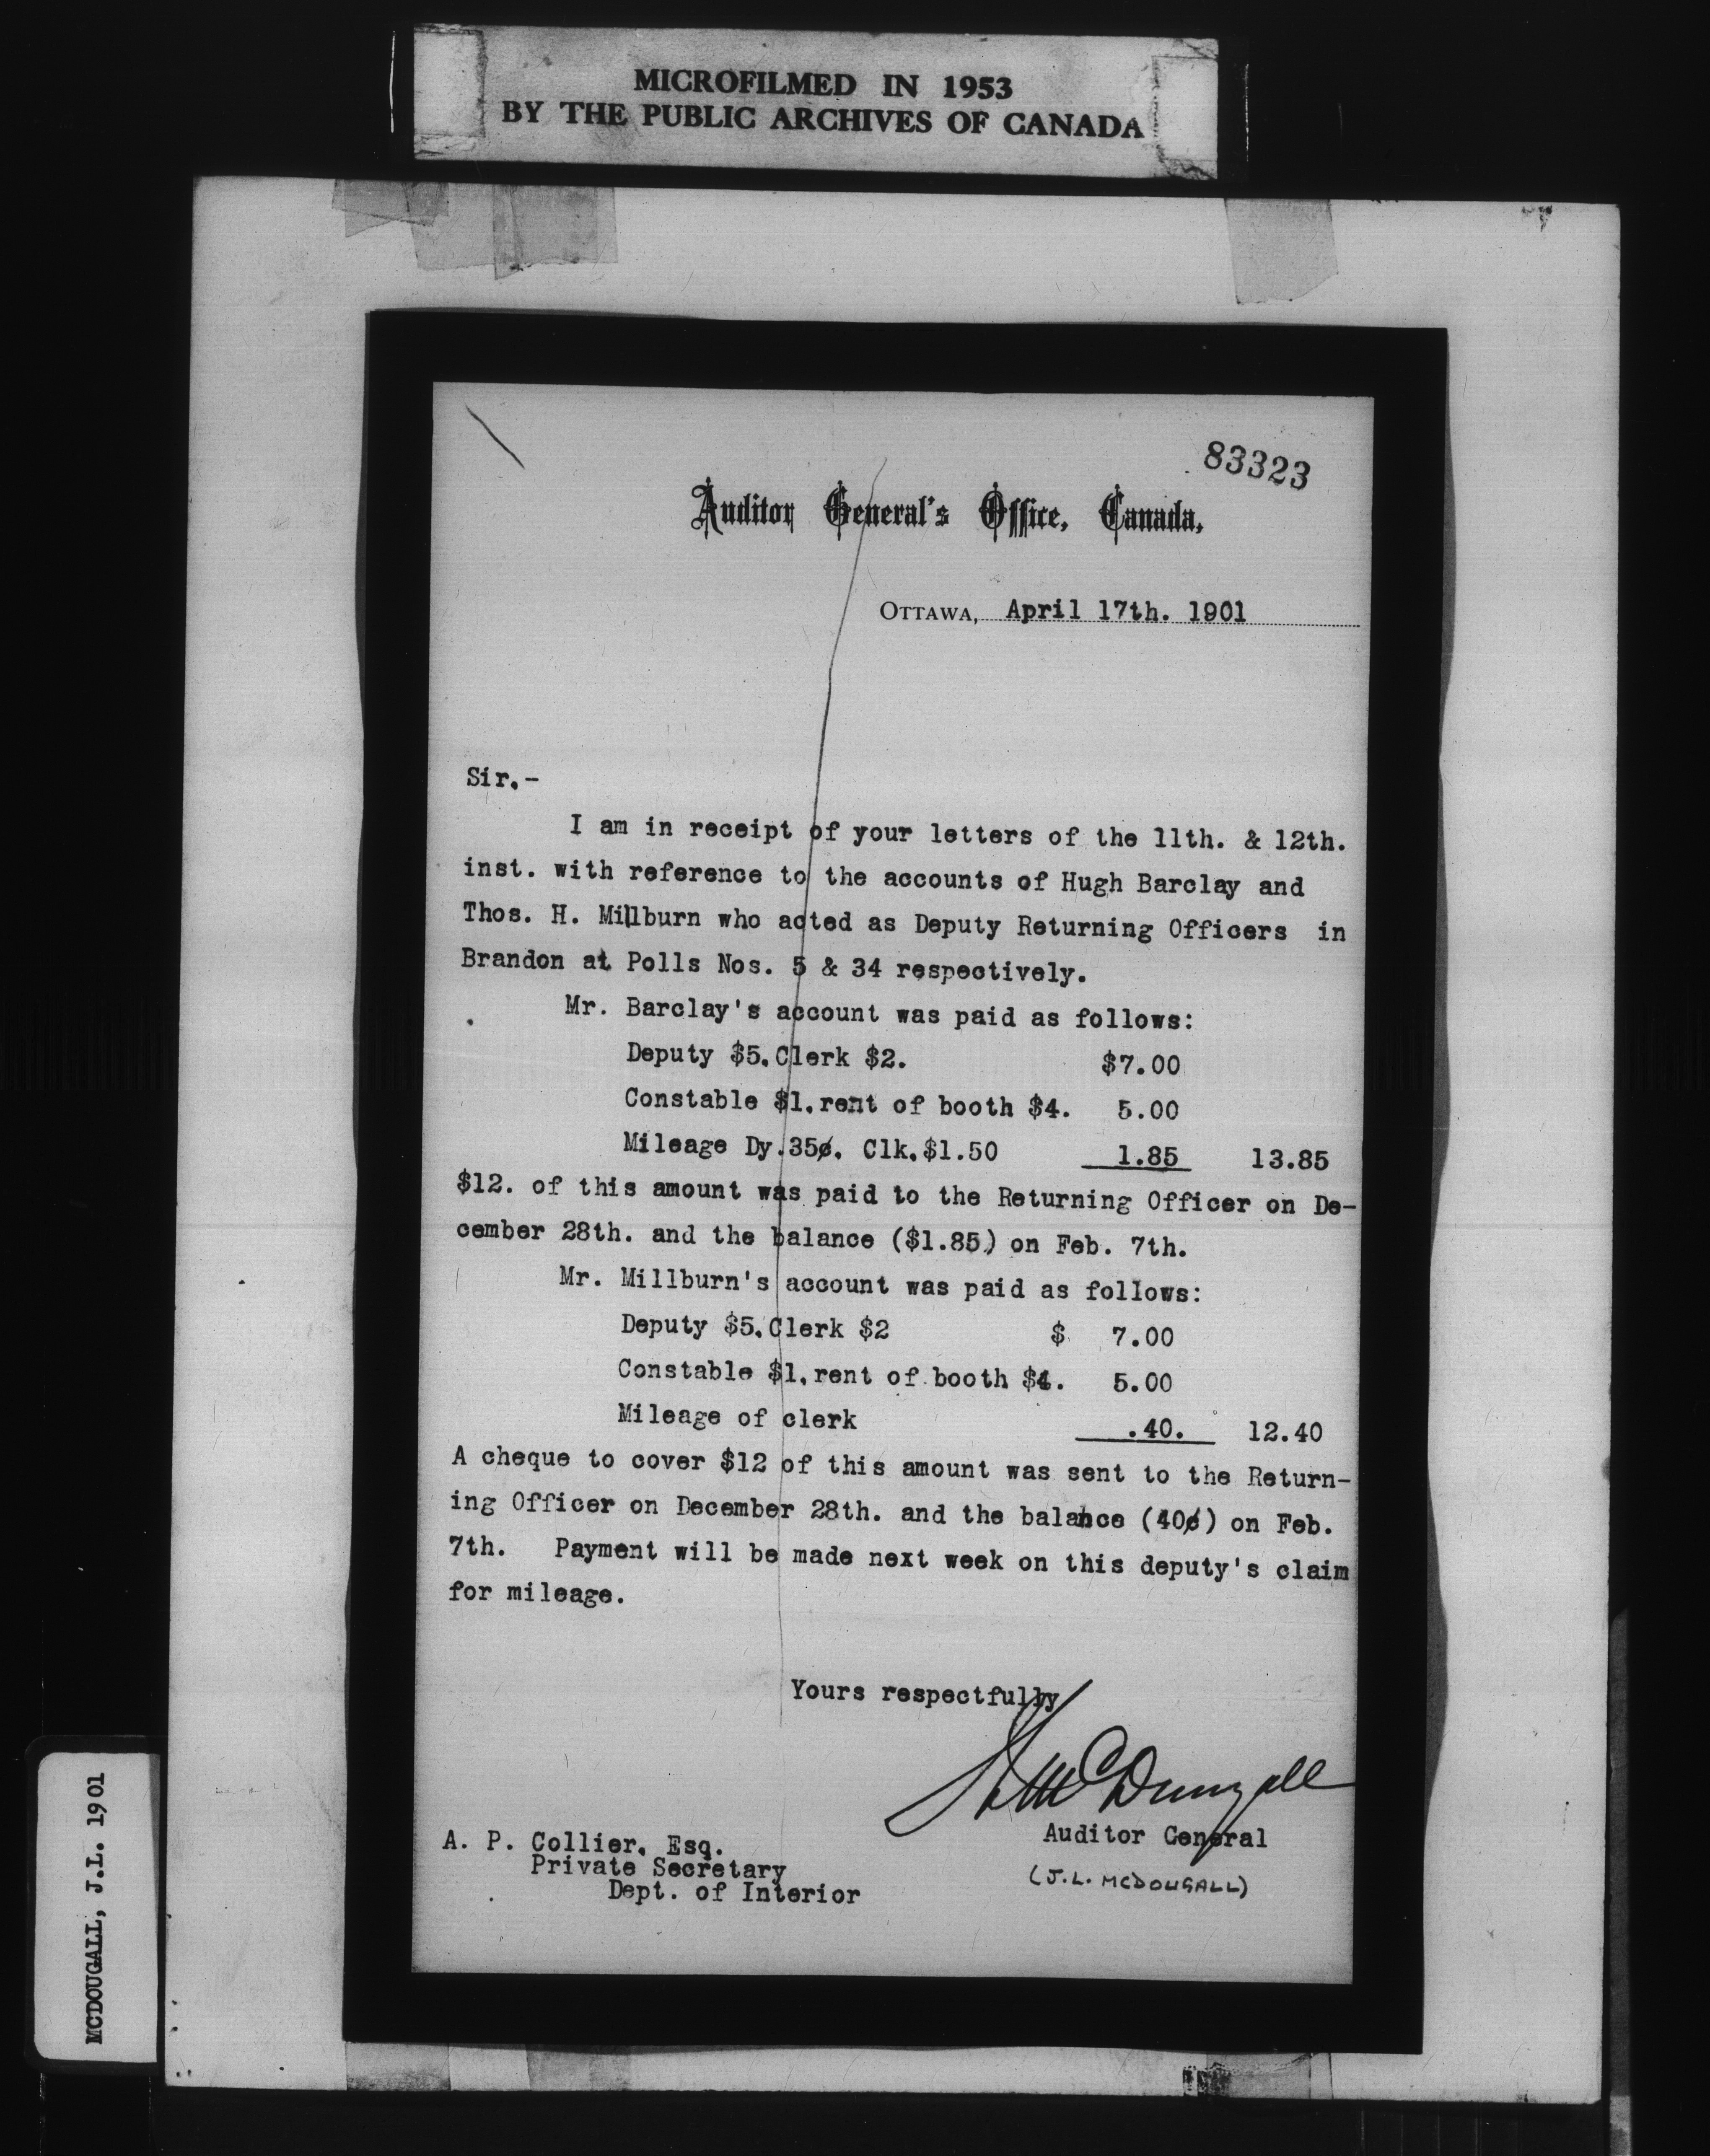 MICROFILMED IN 1953
BY THE PUBLIC ARCHIVES OF CANADA
83323
Auditor General's Office, Canada,
OTTAWA, April 17th. 1901
Sir,-
I am in receipt of your letters of the 11th. & 12th.
inst. with reference to the accounts of Hugh Barclay and
Thos. H. Millburn who acted as Deputy Returning Officers in
Brandon at Polls Nos. 5 & 34 respectively.
Mr. Barclay's account was paid as follows:
Deputy $5. Clerk $2. $7.00
Constable $1, rent of booth $4. 5.00
Mileage Dy. 35¢. Clk. $1.50 1.85 13.85
$12. of this amount was paid to the Returning Officer on De-
cember 28th. and the balance ($1.85) on Feb. 7th.
Mr. Millburn's account was paid as follows:
Deputy $5. Clerk $2 $ 7.00
Constable $1, rent of booth $4. 5.00
Mileage of clerk .40. 12.40
A cheque to cover $12 of this amount was sent to the Return-
ing Officer on December 28th. and the balance (40¢) on Feb.
7th. Payment will be made next week on this deputy's claim
for mileage.
Yours respectfully
J L McDougall
Auditor General
(J.L. MCDOUGALL)
A. P. Collier, Esq.
Private Secretary
Dept. of Interior
MCDOUGALL, J.L. 1901